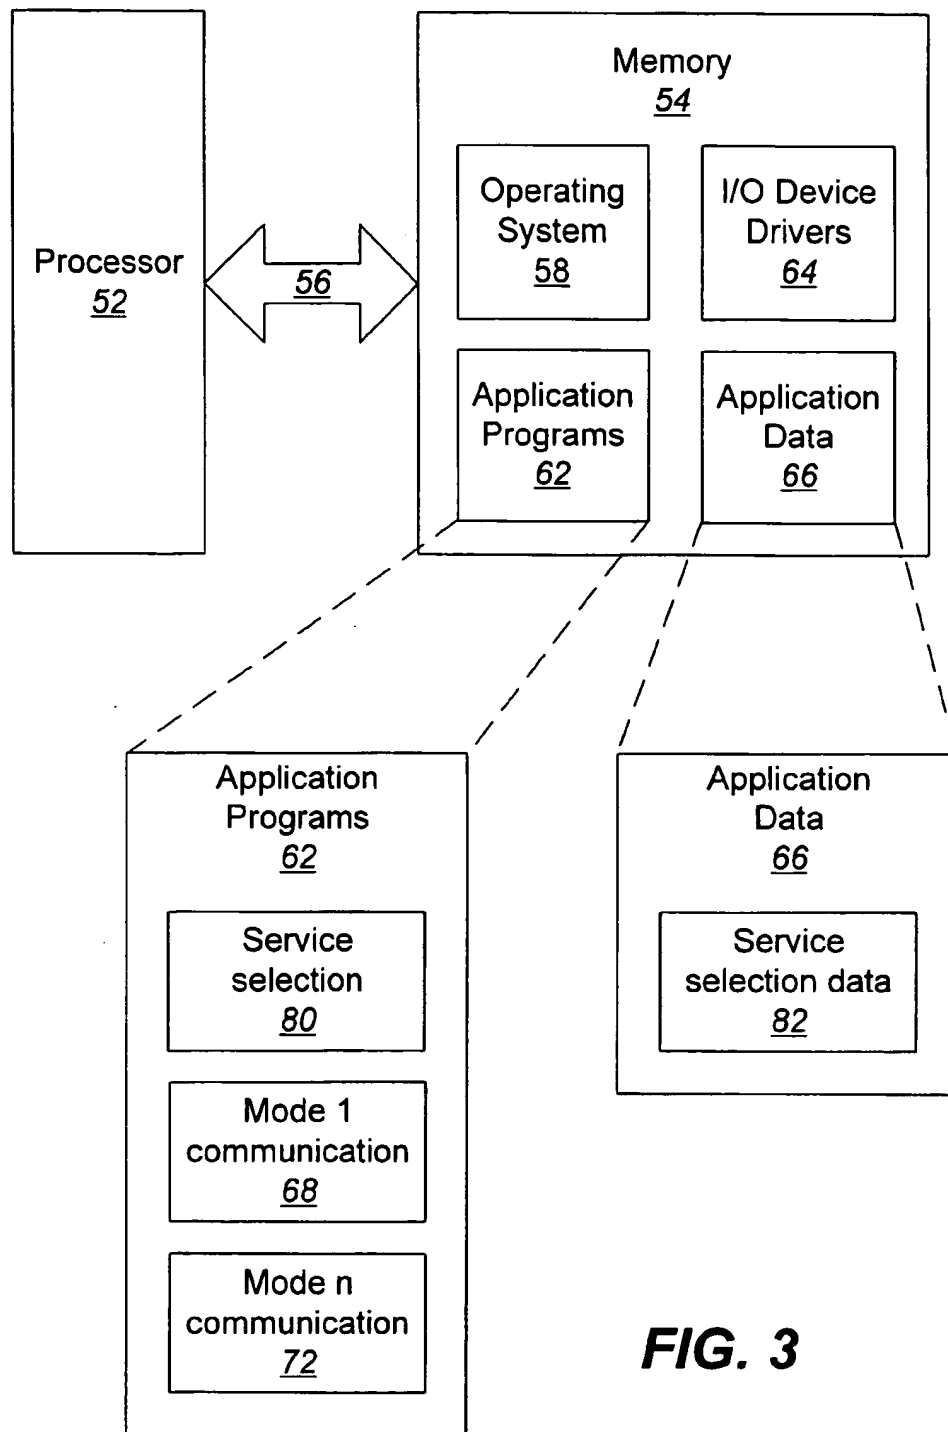 Processor
52
56
Memory
54
Operating
System
58
I/O Device
Drivers
64
Application
Programs
62
Application
Data
66
Application
Programs
62
Service
selection
80
Mode 1
communication
68
Mode n
communication
72
Application
Data
66
Service
selection data
82
FIG. 3